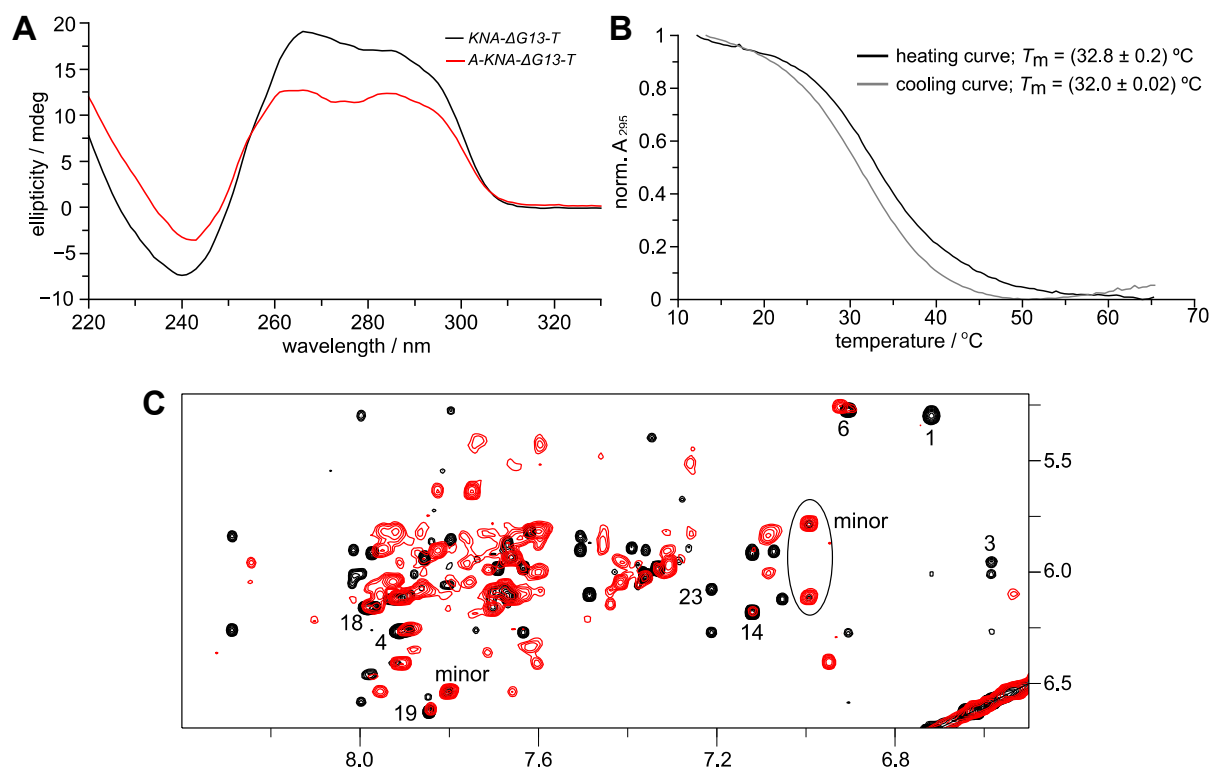 A
20
15
10
5
0
−5
−10
ellipticity / mdeg
KNA-ΔG13-T
A-KNA-ΔG13-T
220 240 260 280 300 320
wavelength / nm
B
1
0.8
0.6
0.4
0.2
0
norm. A295
heating curve; Tm = (32.8 ± 0.2) ºC
cooling curve; Tm = (32.0 ± 0.02) ºC
10 20 30 40 50 60 70
temperature / ºC
C
6
1
minor
3
23
14
18
4
minor
19
5.5
6.0
6.5
8.0 7.6 7.2 6.8